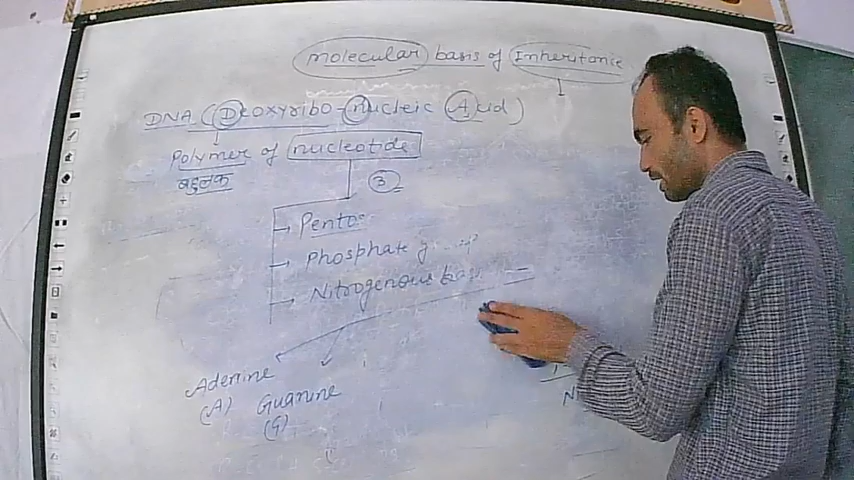 Molecular basis of Inheritance
DNA (Deoxyribo-nucleic Acid)
Polymer of nucleotide
बहुलक
3
Pentose
Phosphate
Nitrogenous base
Adenine
(A)
Guanine
(G)